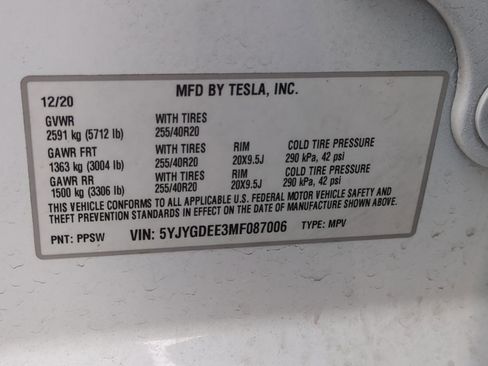 MFD BY TESLA, INC.
12/20
GVWR WITH TIRES
2591 kg (5712 lb) 255/40R20
GAWR FRT WITH TIRES RIM COLD TIRE PRESSURE
1363 kg (3004 lb) 255/40R20 20X9.5J 290 kPa, 42 psi
GAWR RR WITH TIRES RIM COLD TIRE PRESSURE
1500 kg (3306 lb) 255/40R20 20X9.5J 290 kPa, 42 psi
THIS VEHICLE CONFORMS TO ALL APPLICABLE U.S. FEDERAL MOTOR VEHICLE SAFETY AND
THEFT PREVENTION STANDARDS IN EFFECT ON THE DATE OF MANUFACTURE SHOWN ABOVE.
PNT: PPSW VIN: 5YJYGDEE3MF087006 TYPE: MPV